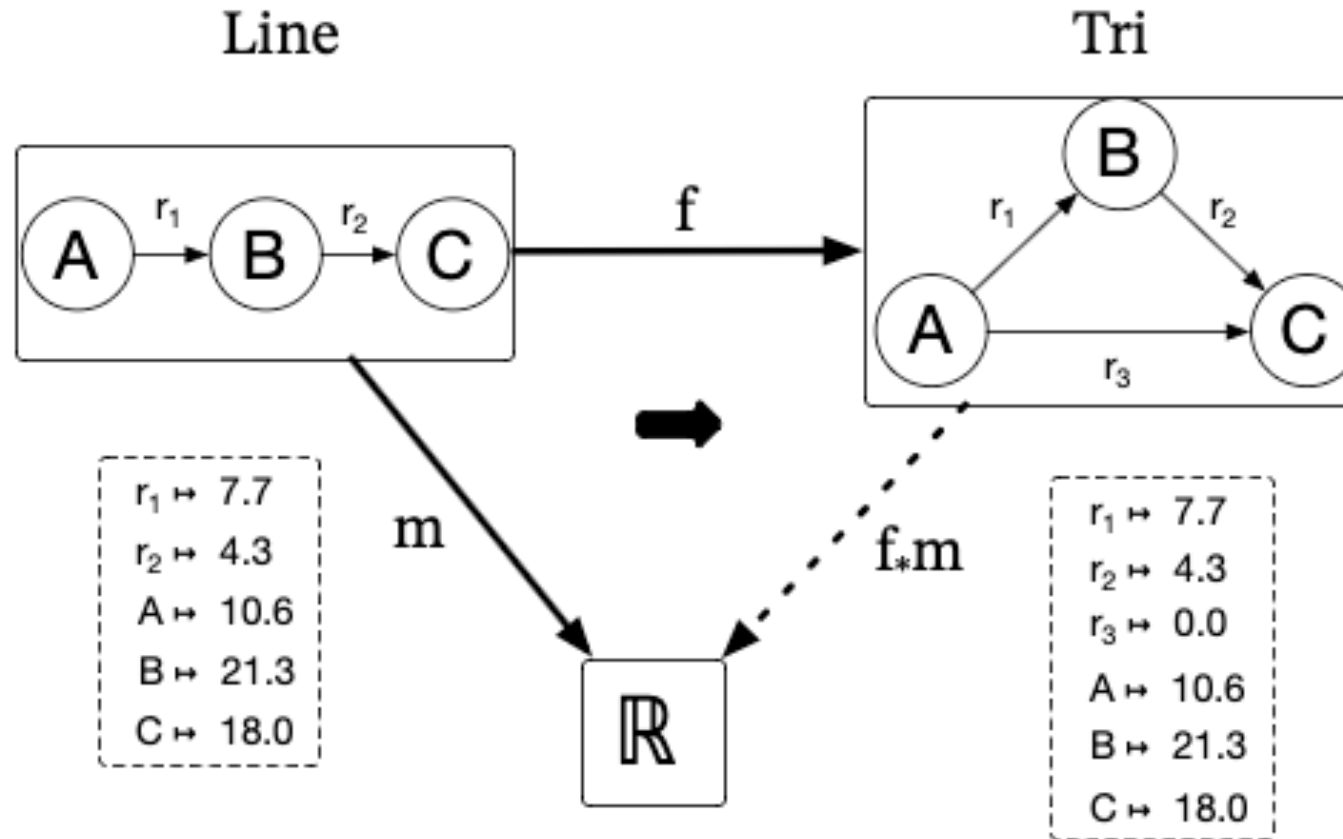 Line
Tri
A r₁ B r₂ C
f
B
r₁ r₂
A C
r₃
m
f*m
r₁ ↦ 7.7
r₂ ↦ 4.3
A ↦ 10.6
B ↦ 21.3
C ↦ 18.0
ℝ
r₁ ↦ 7.7
r₂ ↦ 4.3
r₃ ↦ 0.0
A ↦ 10.6
B ↦ 21.3
C ↦ 18.0